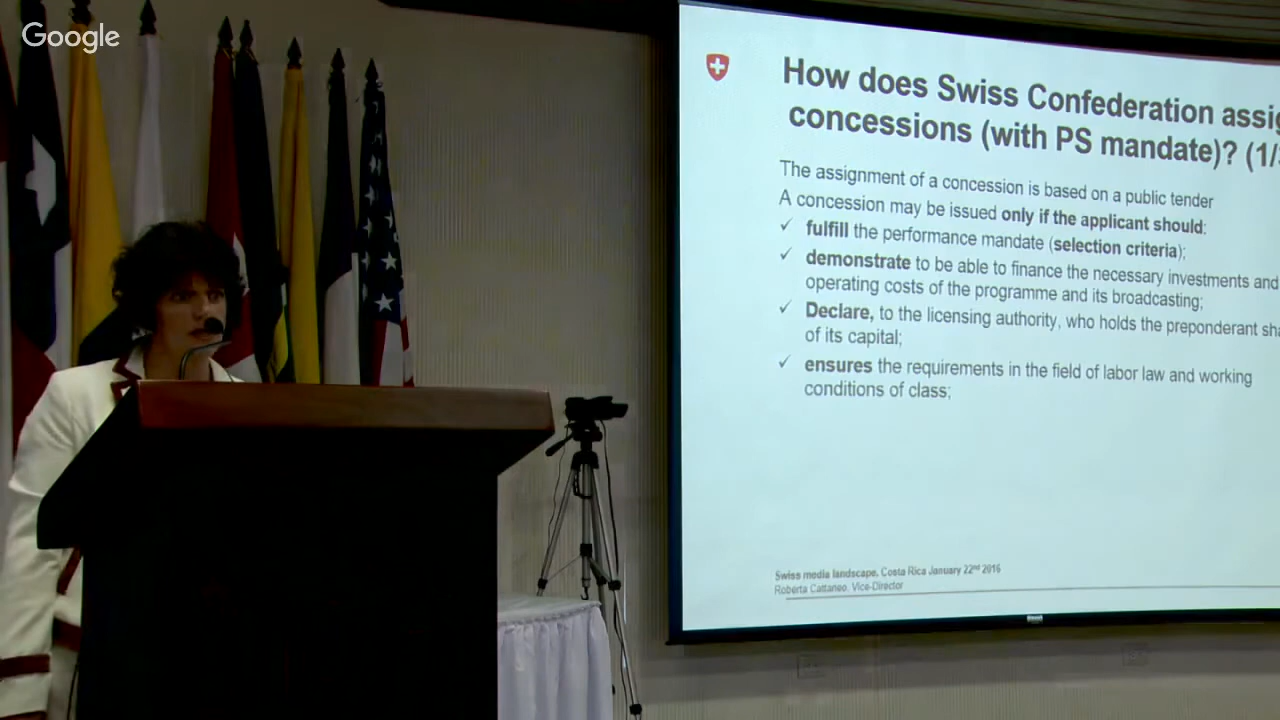 Google
How does Swiss Confederation assig
concessions (with PS mandate)? (1/3
The assignment of a concession is based on a public tender
A concession may be issued only if the applicant should:
✓ fulfill the performance mandate (selection criteria);
✓ demonstrate to be able to finance the necessary investments and
operating costs of the programme and its broadcasting;
✓ Declare, to the licensing authority, who holds the preponderant sha
of its capital;
✓ ensures the requirements in the field of labor law and working
conditions of class;
Swiss media landscape, Costa Rica January 22nd 2016
Roberta Cattaneo, Vice-Director